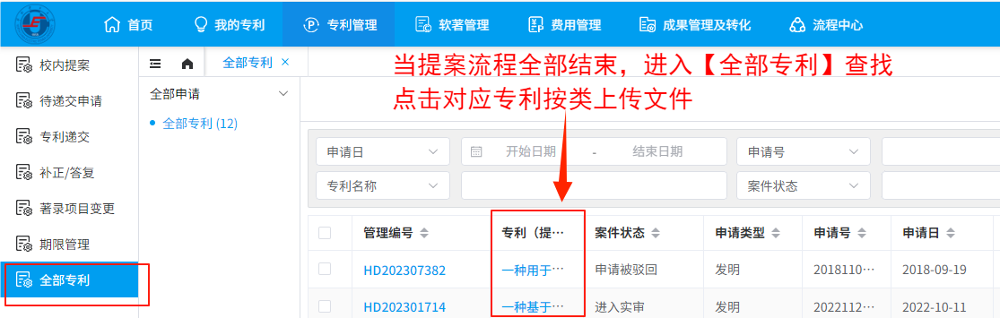 首页 我的专利 专利管理 软著管理 费用管理 成果管理及转化 流程中心
校内提案
待递交申请
专利递交
补正/答复
著录项目变更
期限管理
全部专利
全部专利 ×
全部申请
全部专利 (12)
当提案流程全部结束，进入【全部专利】查找
点击对应专利按类上传文件
申请日 开始日期 - 结束日期 申请号
专利名称 案件状态
管理编号 专利（提… 案件状态 申请类型 申请号 申请日
HD202307382 一种用于… 申请被驳回 发明 2018110… 2018-09-19
HD202301714 一种基于… 进入实审 发明 2022112… 2022-10-11